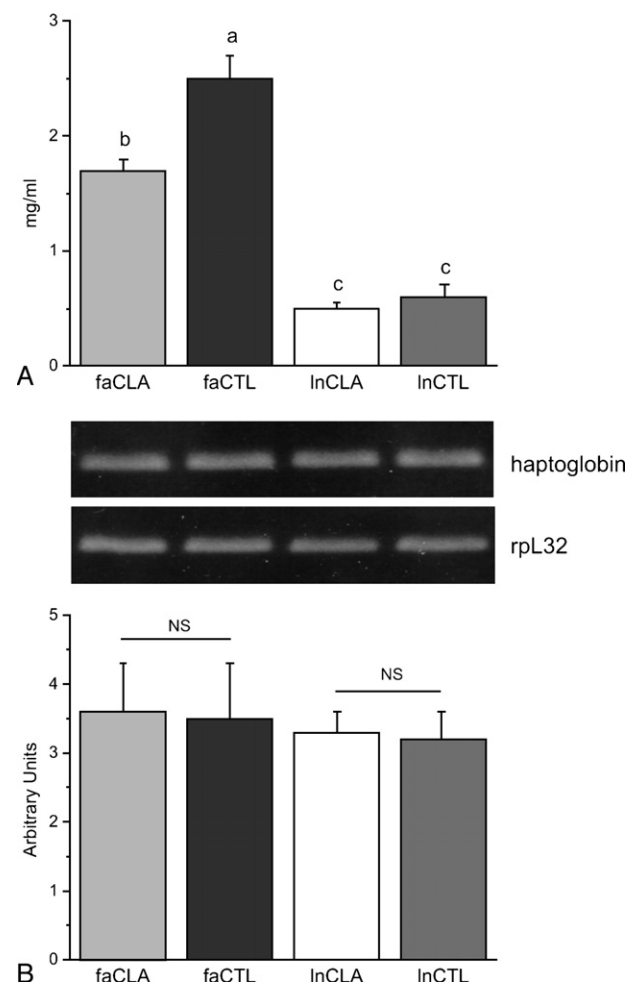 3
a
b
2
mg/ml
1
c
c
0
A
faCLA
faCTL
lnCLA
lnCTL
haptoglobin
rpL32
5
NS
4
NS
3
Arbitrary Units
2
1
0
B
faCLA
faCTL
lnCLA
lnCTL